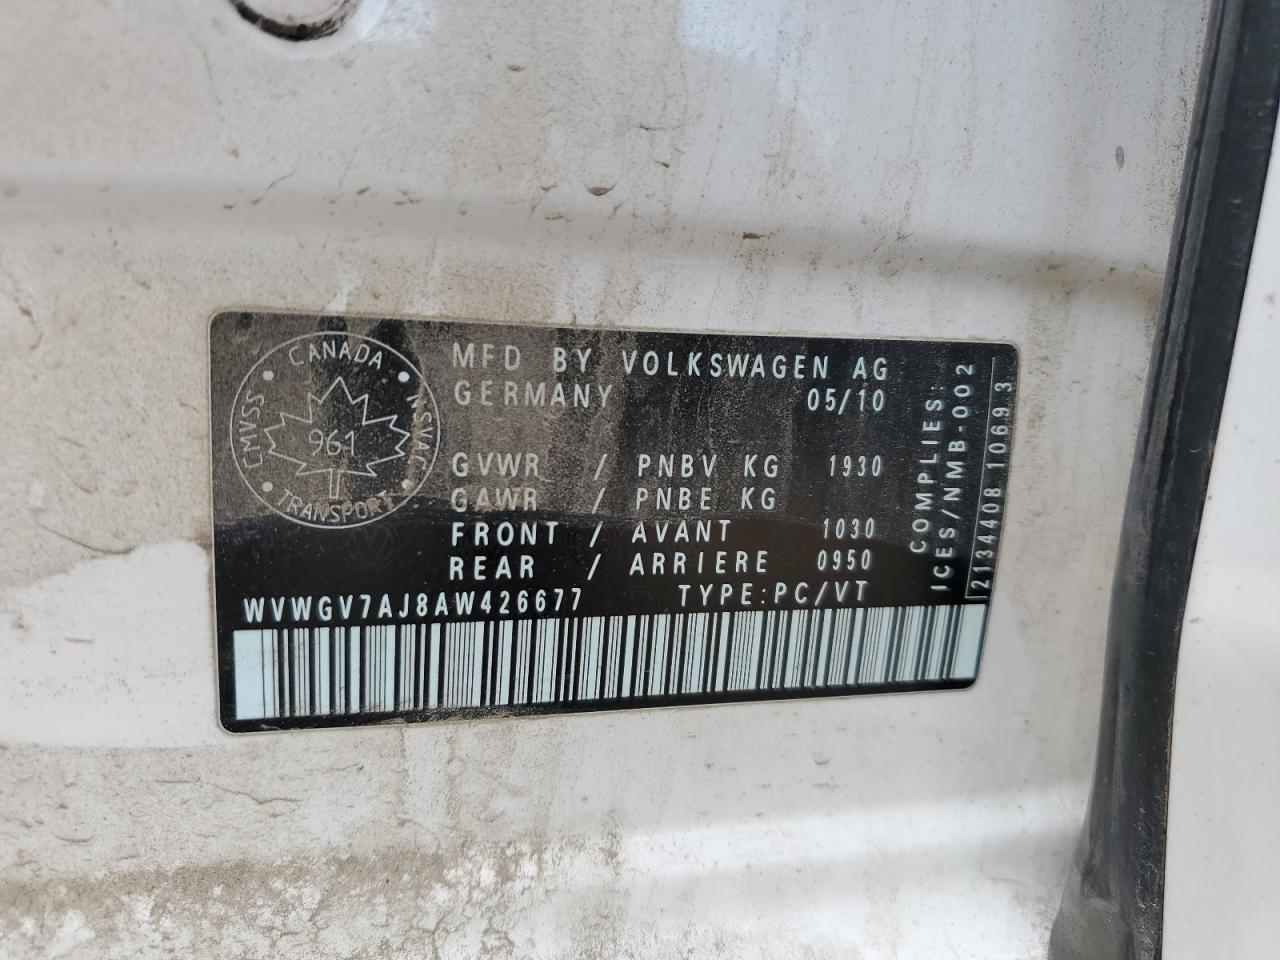 CANADA
CMVSS
NSVAC
961
TRANSPORT
MFD BY VOLKSWAGEN AG
GERMANY 05/10
GVWR / PNBV KG 1930
GAWR / PNBE KG
FRONT / AVANT 1030
REAR / ARRIERE 0950
WVWGV7AJ8AW426677 TYPE:PC/VT
COMPLIES:
ICES/NMB-002
2134408 10693